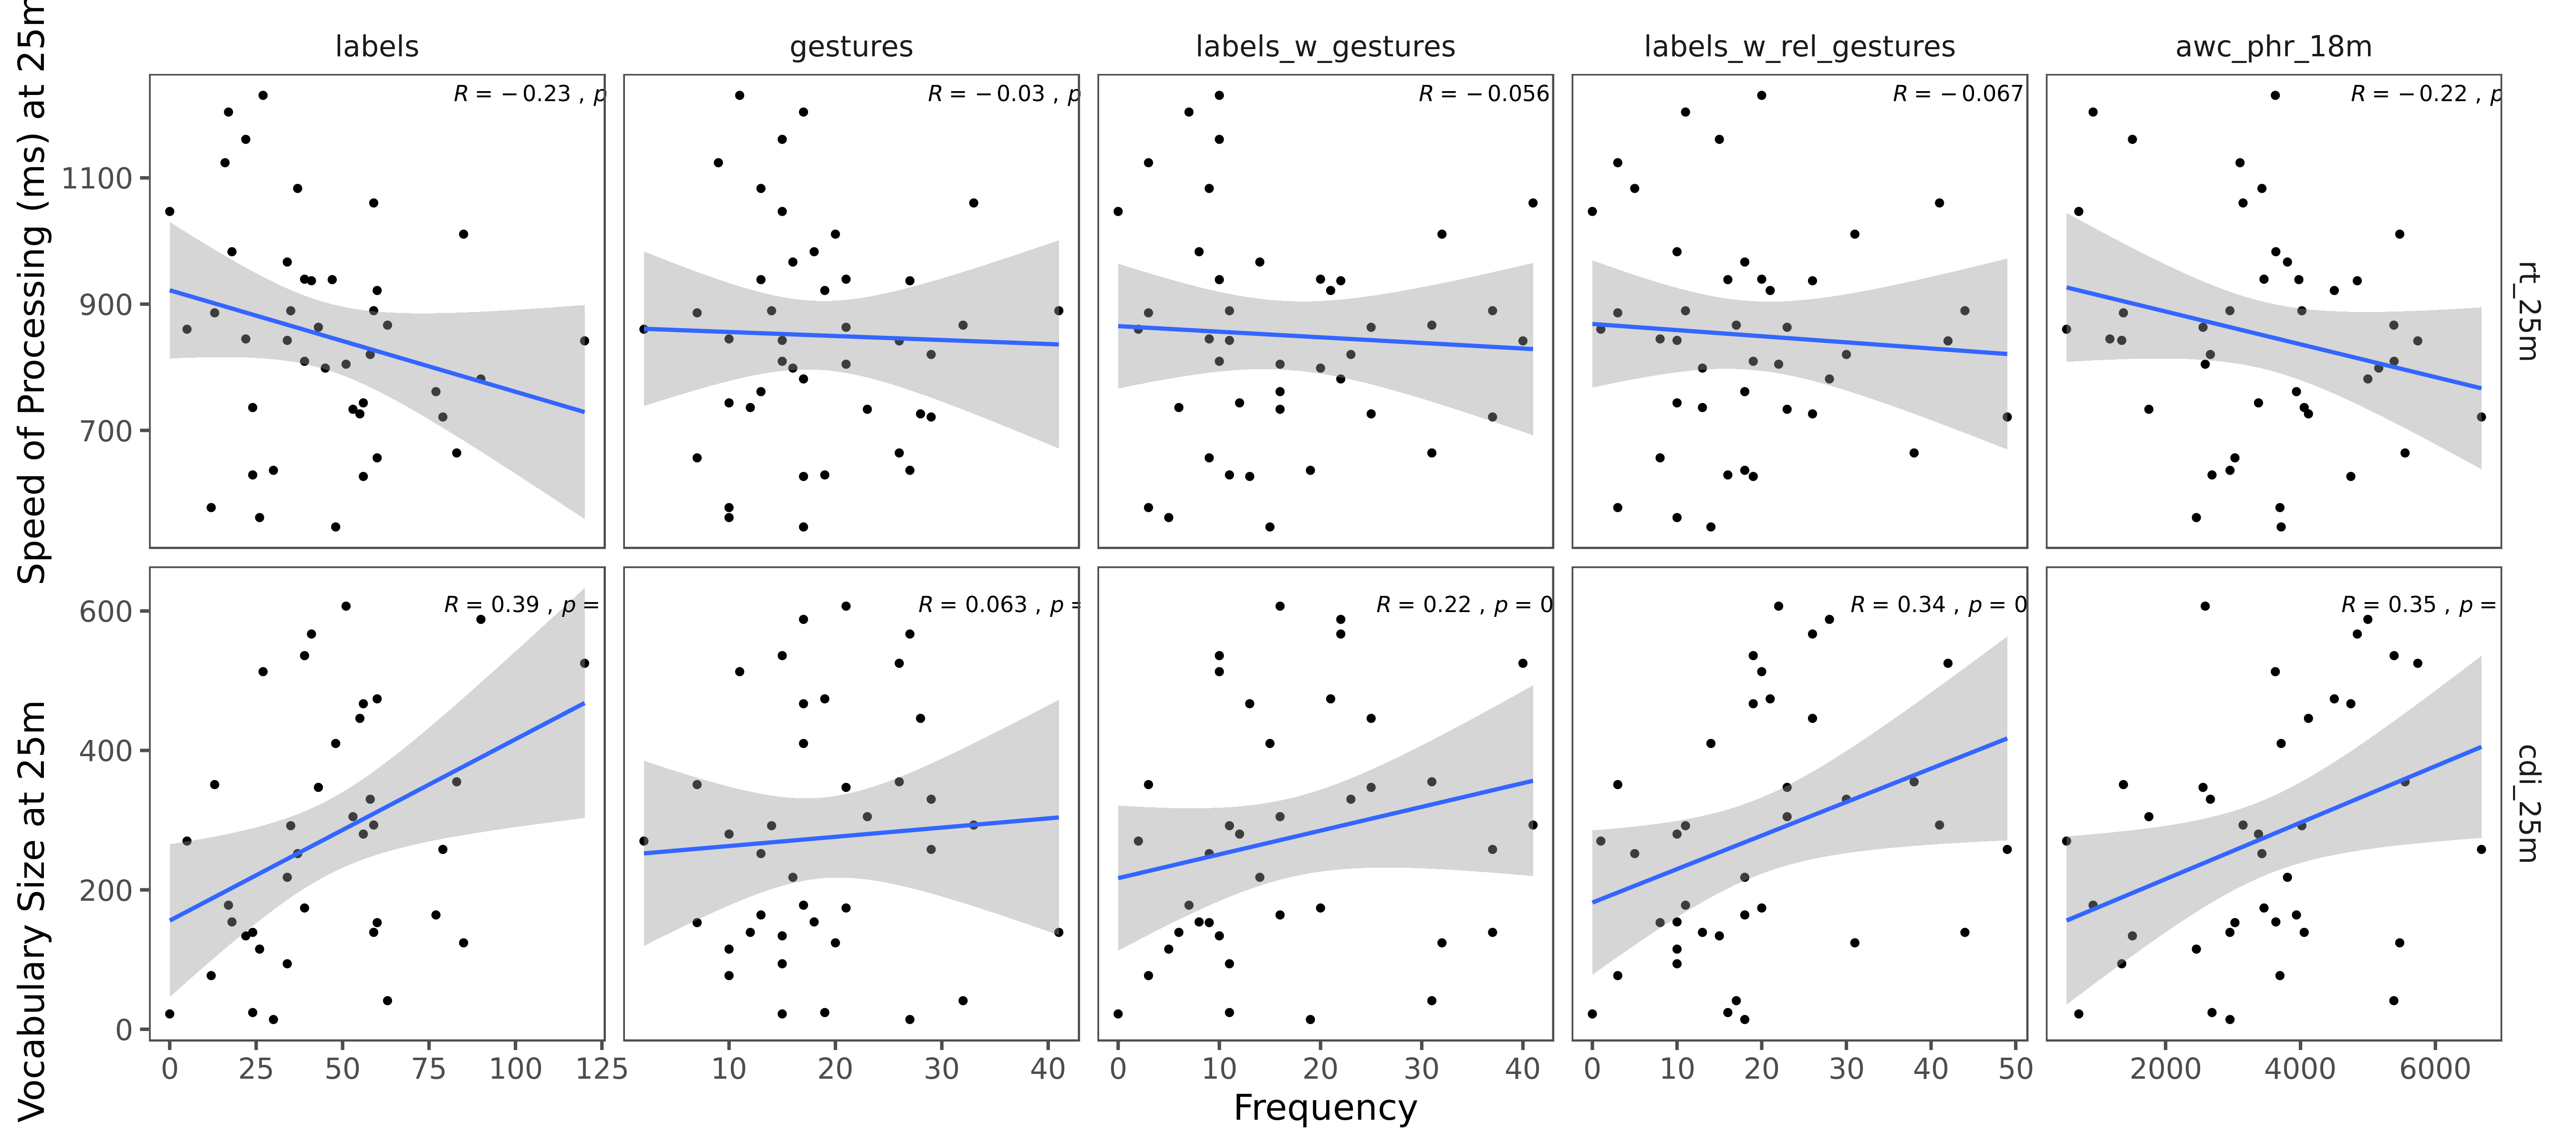 labels gestures labels_w_gestures labels_w_rel_gestures awc_phr_18m
Speed of Processing (ms) at 25m
R = −0.23 , p R = −0.03 , p R = −0.056 R = −0.067 R = −0.22 , p
1100
900
700
rt_25m
Vocabulary Size at 25m
R = 0.39 , p = R = 0.063 , p = R = 0.22 , p = 0 R = 0.34 , p = 0 R = 0.35 , p =
600
400
200
0
cdi_25m
0 25 50 75 100 125 10 20 30 40 0 10 20 30 40 0 10 20 30 40 50 2000 4000 6000
Frequency